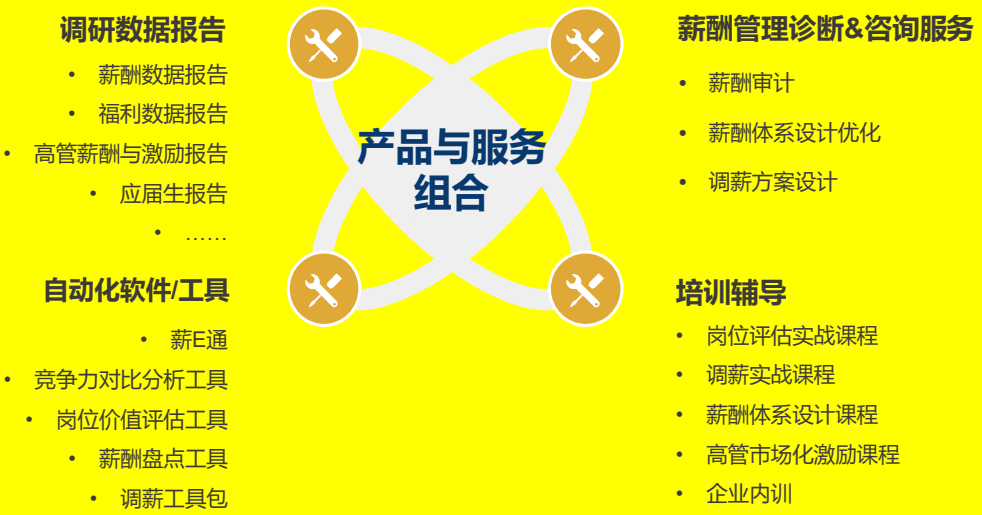 调研数据报告
• 薪酬数据报告
• 福利数据报告
• 高管薪酬与激励报告
• 应届生报告
• ……
自动化软件/工具
• 薪E通
• 竞争力对比分析工具
• 岗位价值评估工具
• 薪酬盘点工具
• 调薪工具包
产品与服务
组合
薪酬管理诊断&咨询服务
• 薪酬审计
• 薪酬体系设计优化
• 调薪方案设计
培训辅导
• 岗位评估实战课程
• 调薪实战课程
• 薪酬体系设计课程
• 高管市场化激励课程
• 企业内训